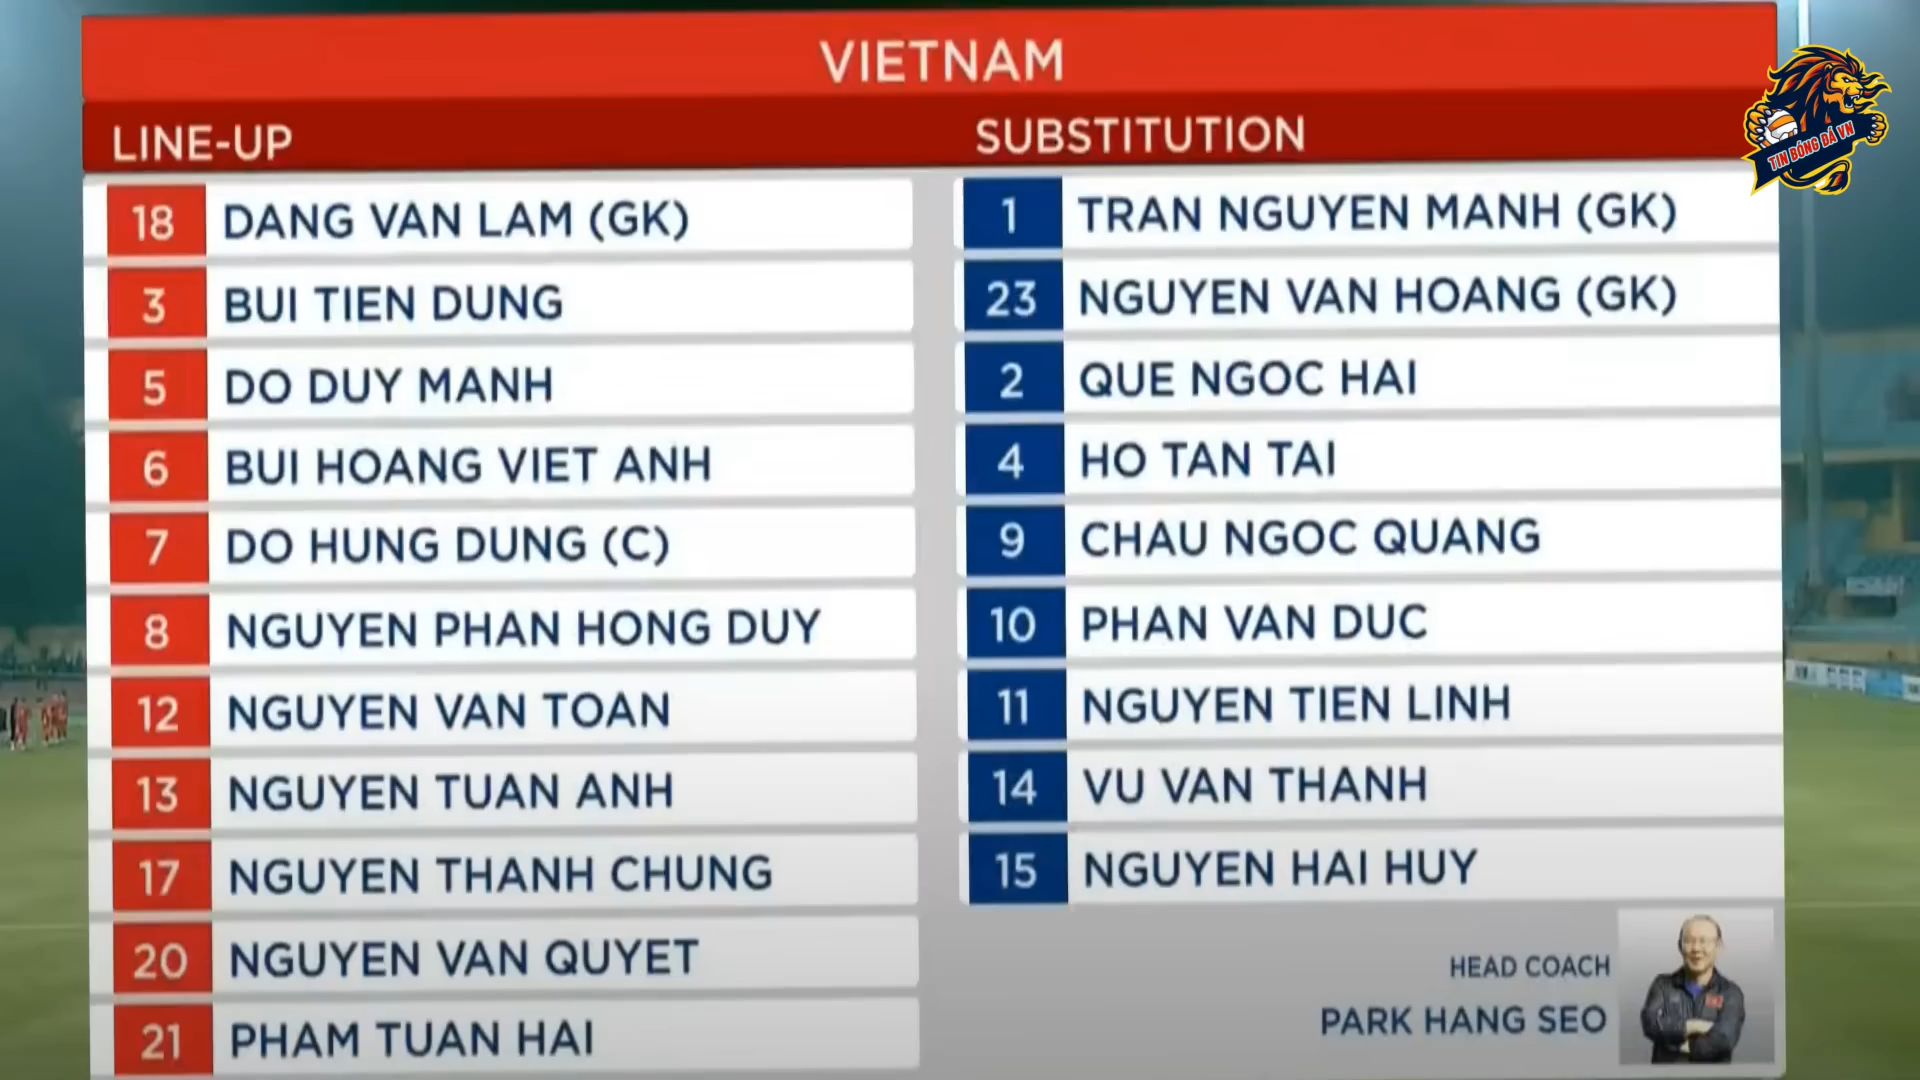 VIETNAM
LINE-UP
18 DANG VAN LAM (GK)
3 BUI TIEN DUNG
5 DO DUY MANH
6 BUI HOANG VIET ANH
7 DO HUNG DUNG (C)
8 NGUYEN PHAN HONG DUY
12 NGUYEN VAN TOAN
13 NGUYEN TUAN ANH
17 NGUYEN THANH CHUNG
20 NGUYEN VAN QUYET
21 PHAM TUAN HAI
SUBSTITUTION
1 TRAN NGUYEN MANH (GK)
23 NGUYEN VAN HOANG (GK)
2 QUE NGOC HAI
4 HO TAN TAI
9 CHAU NGOC QUANG
10 PHAN VAN DUC
11 NGUYEN TIEN LINH
14 VU VAN THANH
15 NGUYEN HAI HUY
HEAD COACH
PARK HANG SEO
TIN BÓNG ĐÁ VN